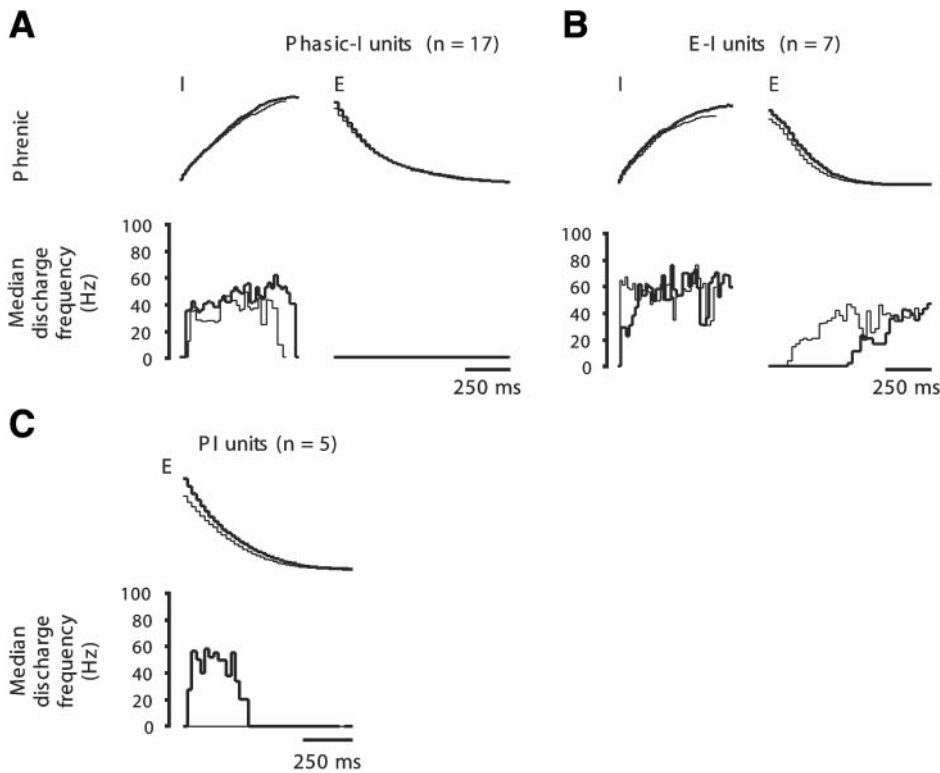 A
B
Phasic-I units (n = 17)
E-I units (n = 7)
I
E
I
E
Phrenic
Median
discharge
frequency
(Hz)
100
80
60
40
20
0
250 ms
100
80
60
40
20
0
250 ms
C
PI units (n = 5)
E
Median
discharge
frequency
(Hz)
100
80
60
40
20
0
250 ms